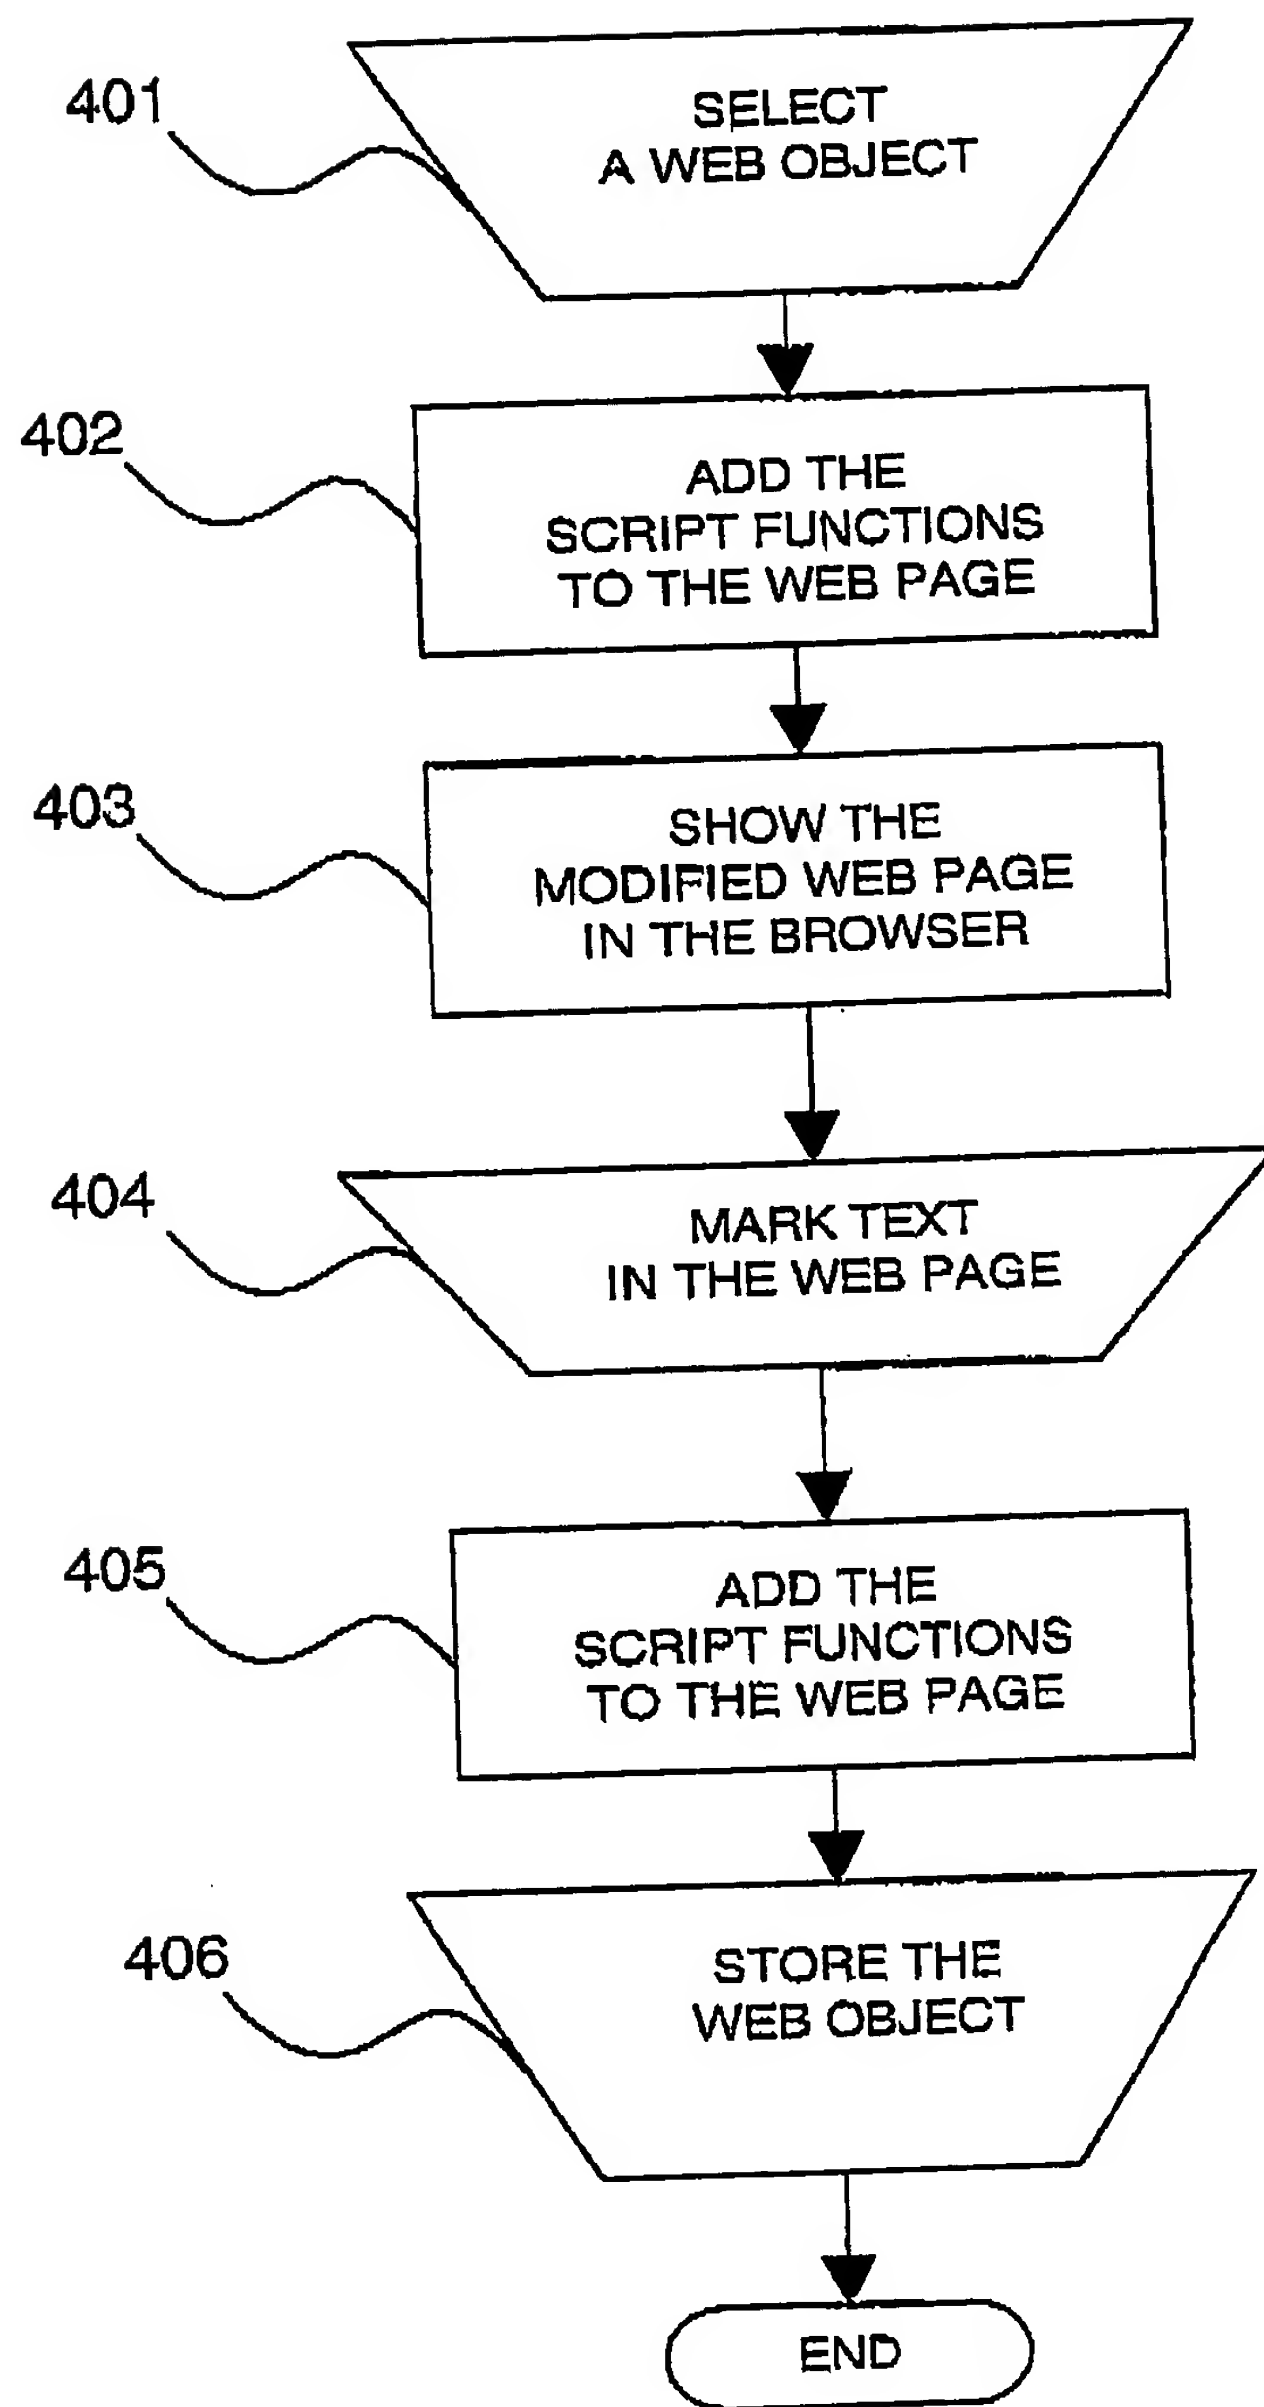 401
SELECT
A WEB OBJECT
402
ADD THE
SCRIPT FUNCTIONS
TO THE WEB PAGE
403
SHOW THE
MODIFIED WEB PAGE
IN THE BROWSER
404
MARK TEXT
IN THE WEB PAGE
405
ADD THE
SCRIPT FUNCTIONS
TO THE WEB PAGE
406
STORE THE
WEB OBJECT
END